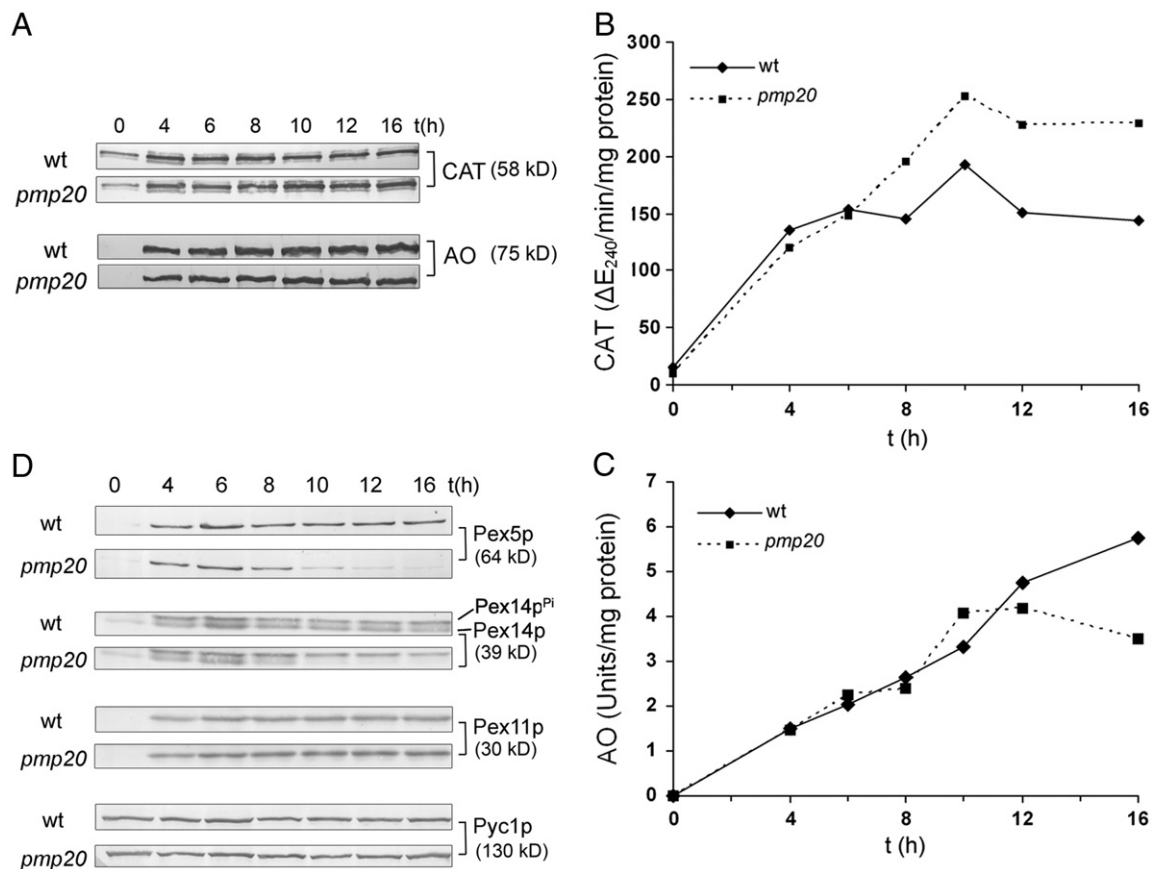 A
0 4 6 8 10 12 16 t(h)
wt
pmp20
CAT (58 kD)
wt
pmp20
AO (75 kD)
B
300
250
200
150
100
50
0
CAT (ΔE240/min/mg protein)
wt
pmp20
0 4 8 12 16
t (h)
D
0 4 6 8 10 12 16 t(h)
wt
pmp20
Pex5p
(64 kD)
wt
pmp20
Pex14pPi
Pex14p
(39 kD)
wt
pmp20
Pex11p
(30 kD)
wt
pmp20
Pyc1p
(130 kD)
C
7
6
5
4
3
2
1
0
AO (Units/mg protein)
wt
pmp20
0 4 8 12 16
t (h)